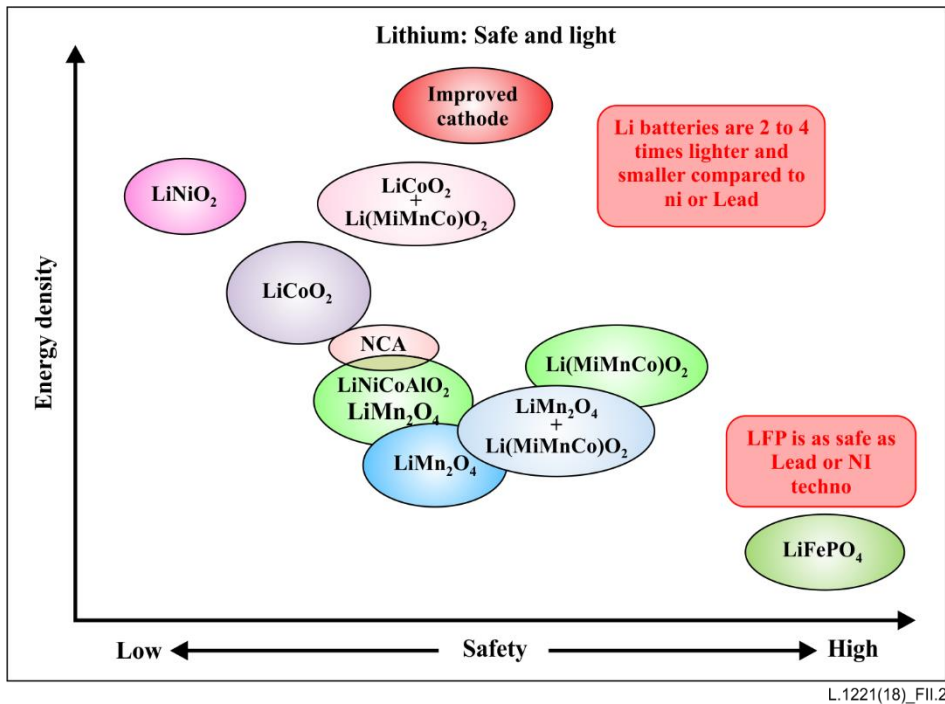 Lithium: Safe and light
Improved
cathode
Li batteries are 2 to 4
times lighter and
smaller compared to
ni or Lead
LiNiO₂
LiCoO₂
+
Li(MiMnCo)O₂
LiCoO₂
NCA
LiNiCoAlO₂
LiMn₂O₄
Li(MiMnCo)O₂
LiMn₂O₄
+
Li(MiMnCo)O₂
LiMn₂O₄
LFP is as safe as
Lead or NI
techno
LiFePO₄
Energy density
Low
Safety
High
L.1221(18)_FII.2